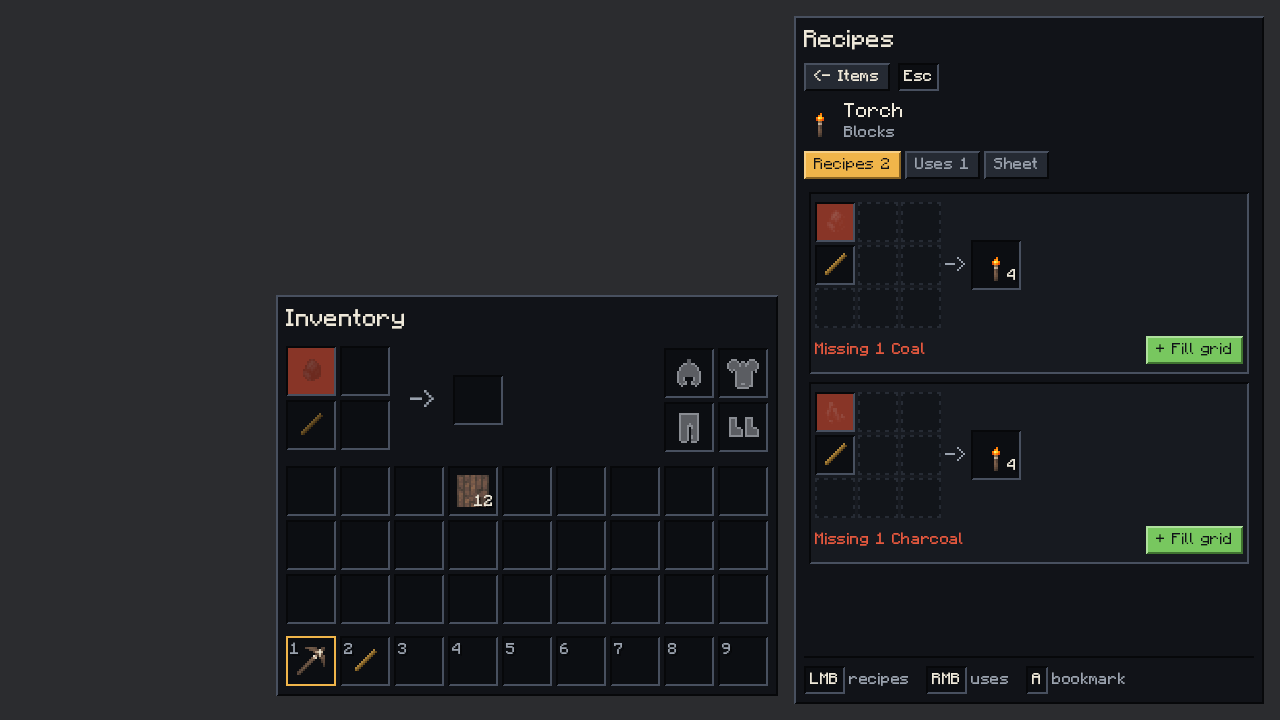 Recipes
<- Items Esc
Torch
Blocks
Recipes 2 Uses 1 Sheet
4
Missing 1 Coal + Fill grid
4
Missing 1 Charcoal + Fill grid
LMB recipes RMB uses A bookmark
Inventory
12
1 2 3 4 5 6 7 8 9